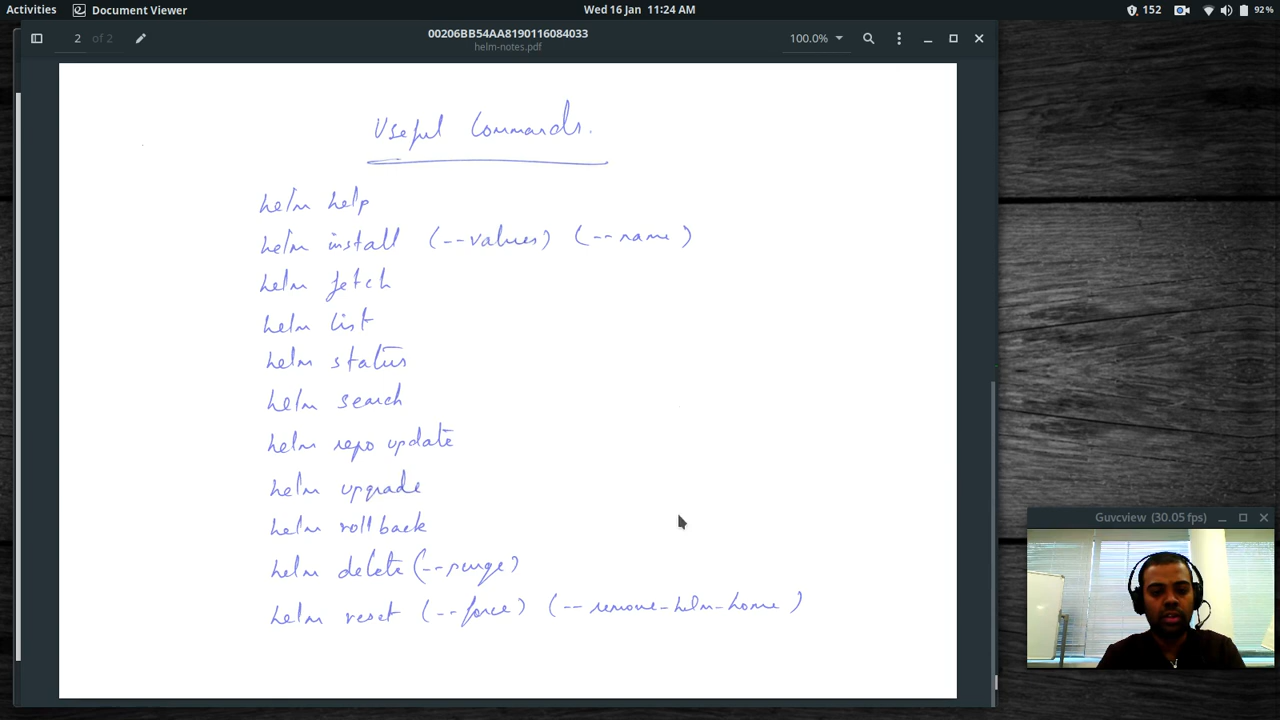 Activities Document Viewer Wed 16 Jan 11:24 AM 152 92%
2 of 2 00206BB54AA8190116084033 100.0%
helm-notes.pdf
Useful Commands.
helm help
helm install (--values) (--name)
helm fetch
helm list
helm status
helm search
helm repo update
helm upgrade
helm rollback
helm delete (--purge)
helm reset (--force) (--remove-helm-home)
Guvcview (30.05 fps)